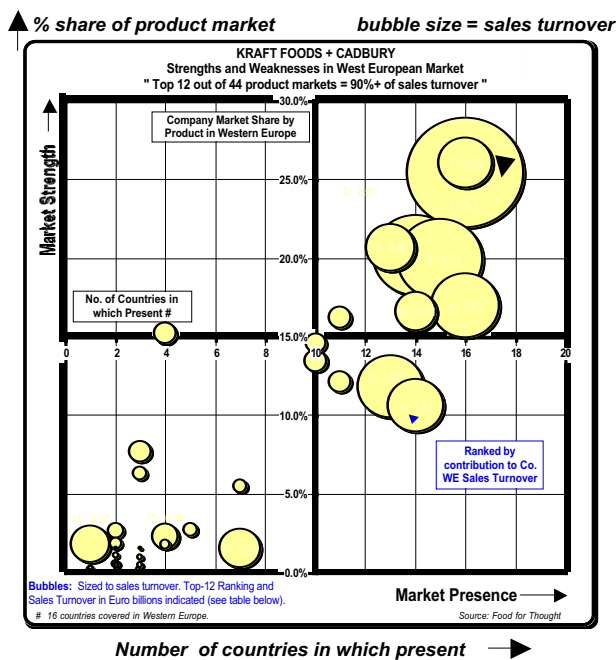 % share of product market
bubble size = sales turnover
KRAFT FOODS + CADBURY
Strengths and Weaknesses in West European Market
" Top 12 out of 44 product markets = 90%+ of sales turnover "
30.0%
Company Market Share by
Product in Western Europe
Market Strength
25.0%
20.0%
No. of Countries in
which Present #
15.0%
0 2 4 6 8 10 12 14 16 18 20
10.0%
Ranked by
contribution to Co.
WE Sales Turnover
5.0%
0.0%
Bubbles: Sized to sales turnover. Top-12 Ranking and
Sales Turnover in Euro billions indicated (see table below).
Market Presence
# 16 countries covered in Western Europe.
Source: Food for Thought
Number of countries in which present